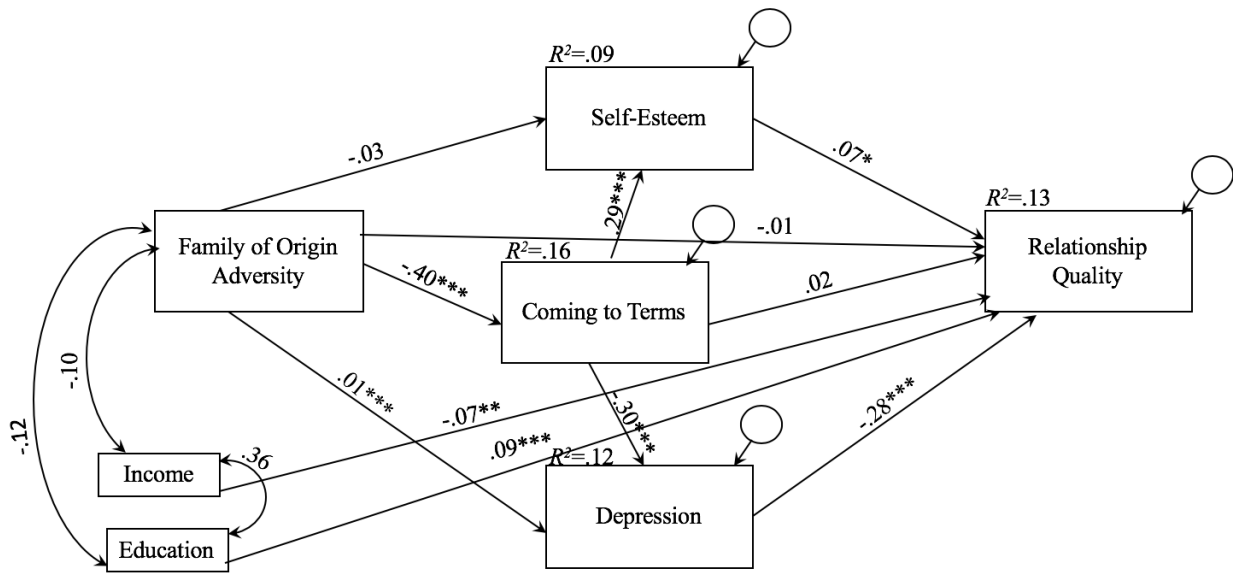 R²=.09
Self-Esteem
-.03
.07*
.29***
R²=.13
Family of Origin
Adversity
-.01
Relationship
Quality
R²=.16
-.40***
Coming to Terms
.02
-.10
.01***
-.30***
-.28***
-.12
-.07**
.09***
.36
Income
R²=.12
Depression
Education